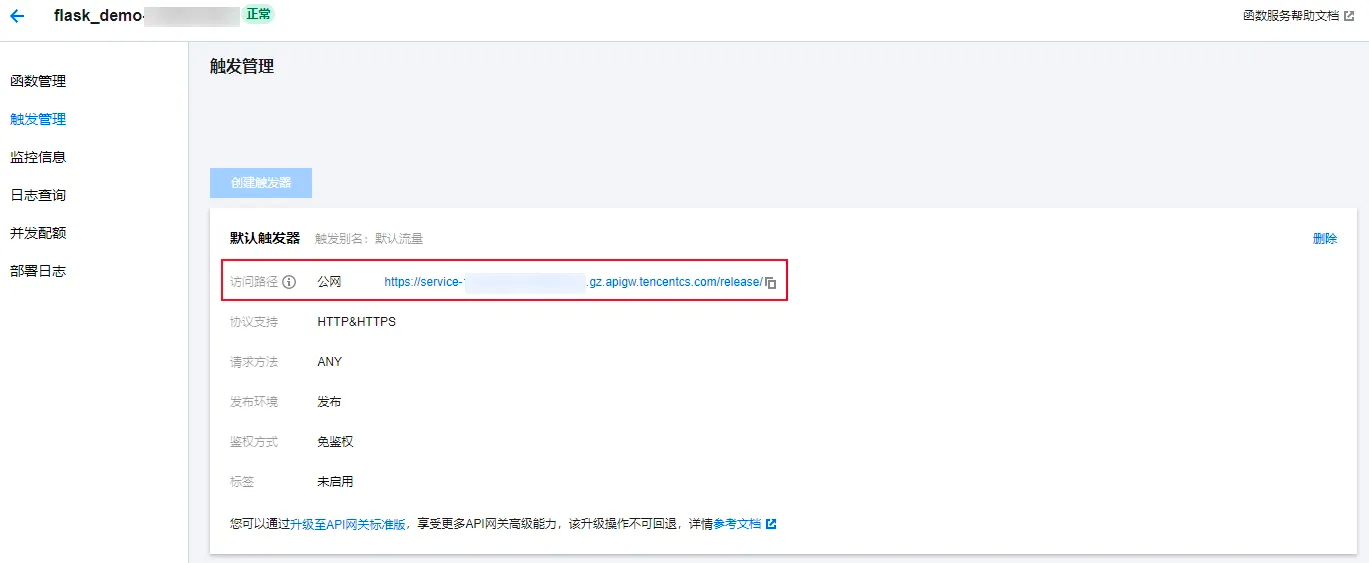 flask_demo- 正常
函数服务帮助文档
函数管理
触发管理
监控信息
日志查询
并发配额
部署日志
触发管理
创建触发器
默认触发器 触发别名：默认流量 删除
访问路径 公网 https://service- .gz.apigw.tencentcs.com/release/
协议支持 HTTP&HTTPS
请求方法 ANY
发布环境 发布
鉴权方式 免鉴权
标签 未启用
您可以通过升级至API网关标准版，享受更多API网关高级能力，该升级操作不可回退，详情参考文档